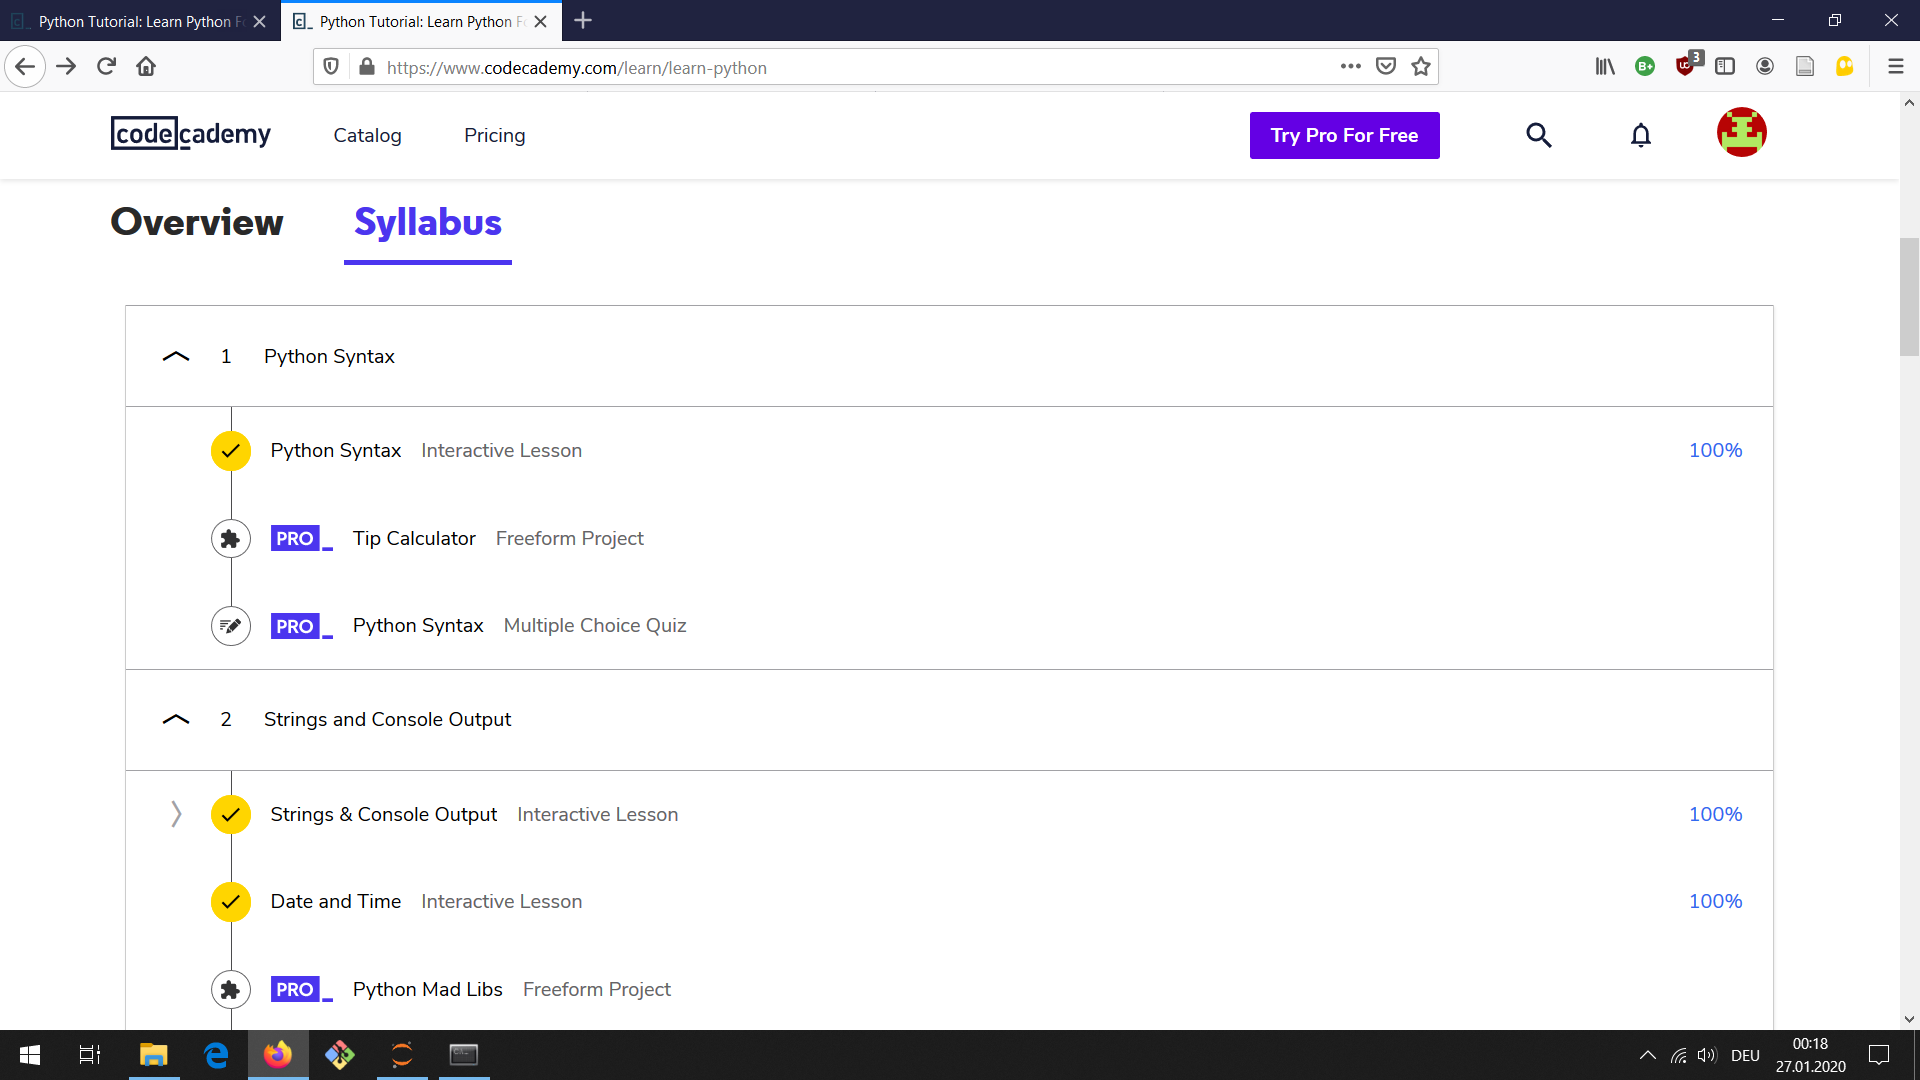 Python Tutorial: Learn Python F
Python Tutorial: Learn Python F
https://www.codecademy.com/learn/learn-python
B+
3
codecademy
Catalog
Pricing
Try Pro For Free
Overview
Syllabus
1 Python Syntax
Python Syntax Interactive Lesson 100%
PRO Tip Calculator Freeform Project
PRO Python Syntax Multiple Choice Quiz
2 Strings and Console Output
Strings & Console Output Interactive Lesson 100%
Date and Time Interactive Lesson 100%
PRO Python Mad Libs Freeform Project
DEU
00:18
27.01.2020